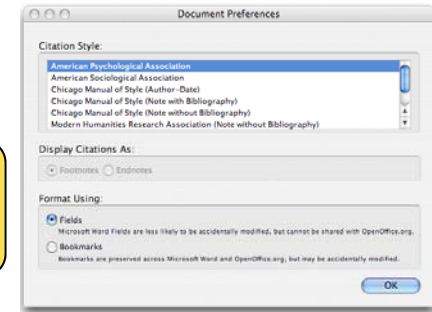 Document Preferences
Citation Style:
American Psychological Association
American Sociological Association
Chicago Manual of Style (Author-Date)
Chicago Manual of Style (Note with Bibliography)
Chicago Manual of Style (Note without Bibliography)
Modern Humanities Research Association (Note without Bibliography)
Display Citations As:
Footnotes Endnotes
Format Using:
Fields
Microsoft Word Fields are less likely to be accidentally modified, but cannot be shared with OpenOffice.org.
Bookmarks
Bookmarks are preserved across Microsoft Word and OpenOffice.org, but may be accidentally modified.
OK